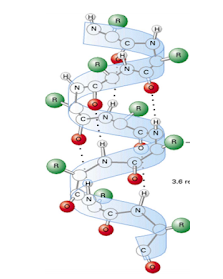 H R
N H
C N
H R
R N C
H
N C O
R O H R
C N H
C N
O R
H O
N C
R
O
3.6 re
H
C R H
N
O C N
O R
C
O